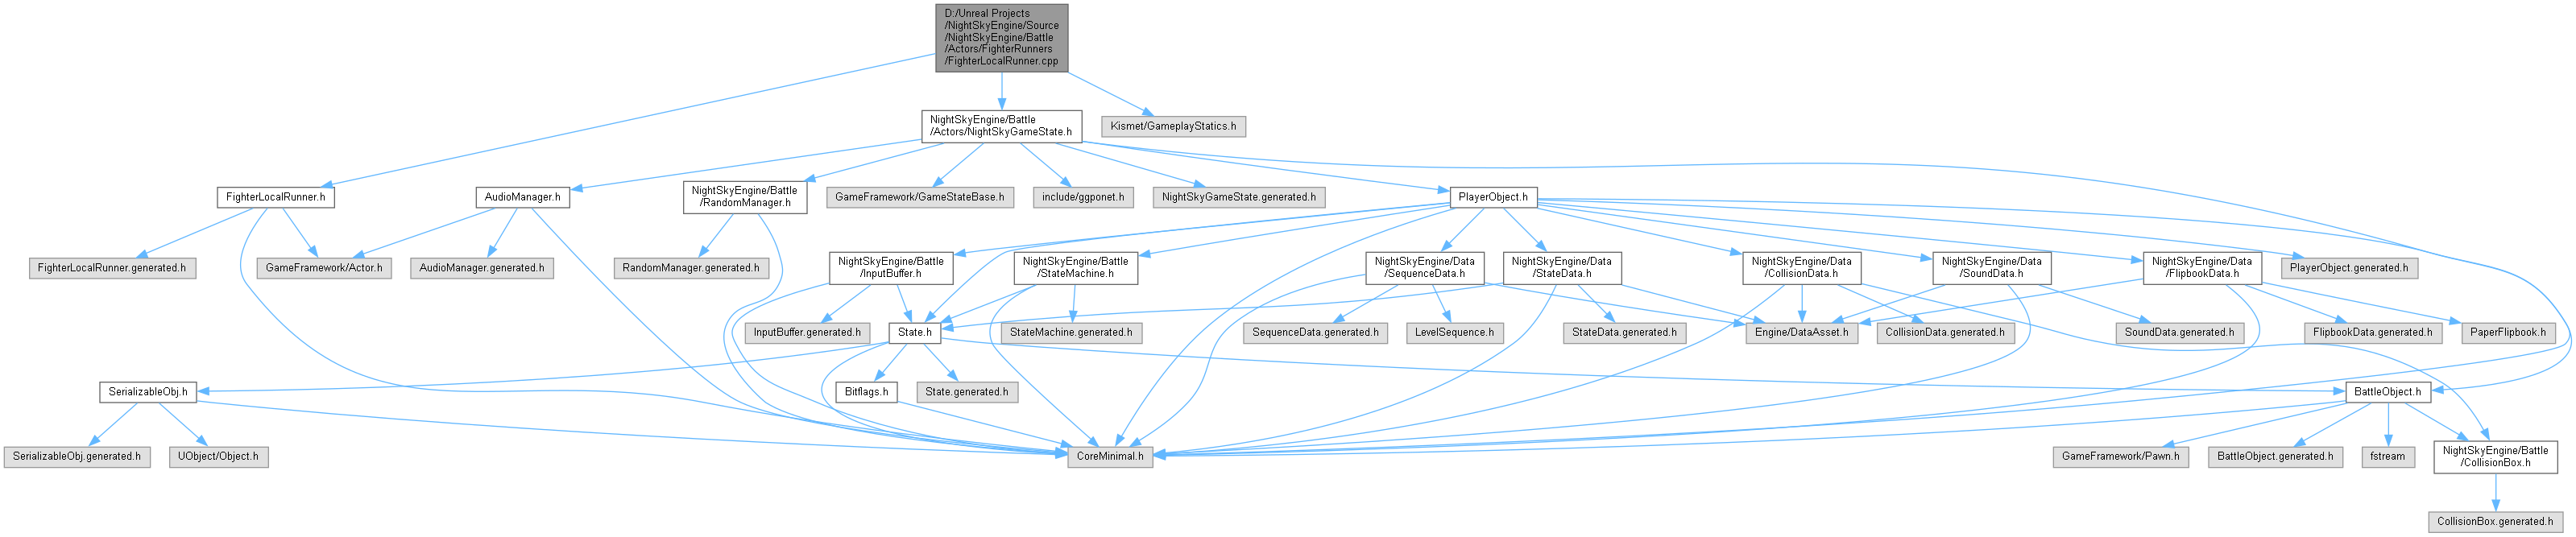 D:/Unreal Projects
/NightSkyEngine/Source
/NightSkyEngine/Battle
/Actors/FighterRunners
/FighterLocalRunner.cpp
NightSkyEngine/Battle
/Actors/NightSkyGameState.h
Kismet/GameplayStatics.h
FighterLocalRunner.h
AudioManager.h
NightSkyEngine/Battle
/RandomManager.h
GameFramework/GameStateBase.h
include/ggponet.h
NightSkyGameState.generated.h
PlayerObject.h
FighterLocalRunner.generated.h
GameFramework/Actor.h
AudioManager.generated.h
RandomManager.generated.h
NightSkyEngine/Battle
/InputBuffer.h
NightSkyEngine/Battle
/StateMachine.h
NightSkyEngine/Data
/SequenceData.h
NightSkyEngine/Data
/StateData.h
NightSkyEngine/Data
/CollisionData.h
NightSkyEngine/Data
/SoundData.h
NightSkyEngine/Data
/FlipbookData.h
PlayerObject.generated.h
InputBuffer.generated.h
State.h
StateMachine.generated.h
SequenceData.generated.h
LevelSequence.h
StateData.generated.h
Engine/DataAsset.h
CollisionData.generated.h
SoundData.generated.h
FlipbookData.generated.h
PaperFlipbook.h
SerializableObj.h
Bitflags.h
State.generated.h
BattleObject.h
SerializableObj.generated.h
UObject/Object.h
CoreMinimal.h
GameFramework/Pawn.h
BattleObject.generated.h
fstream
NightSkyEngine/Battle
/CollisionBox.h
CollisionBox.generated.h